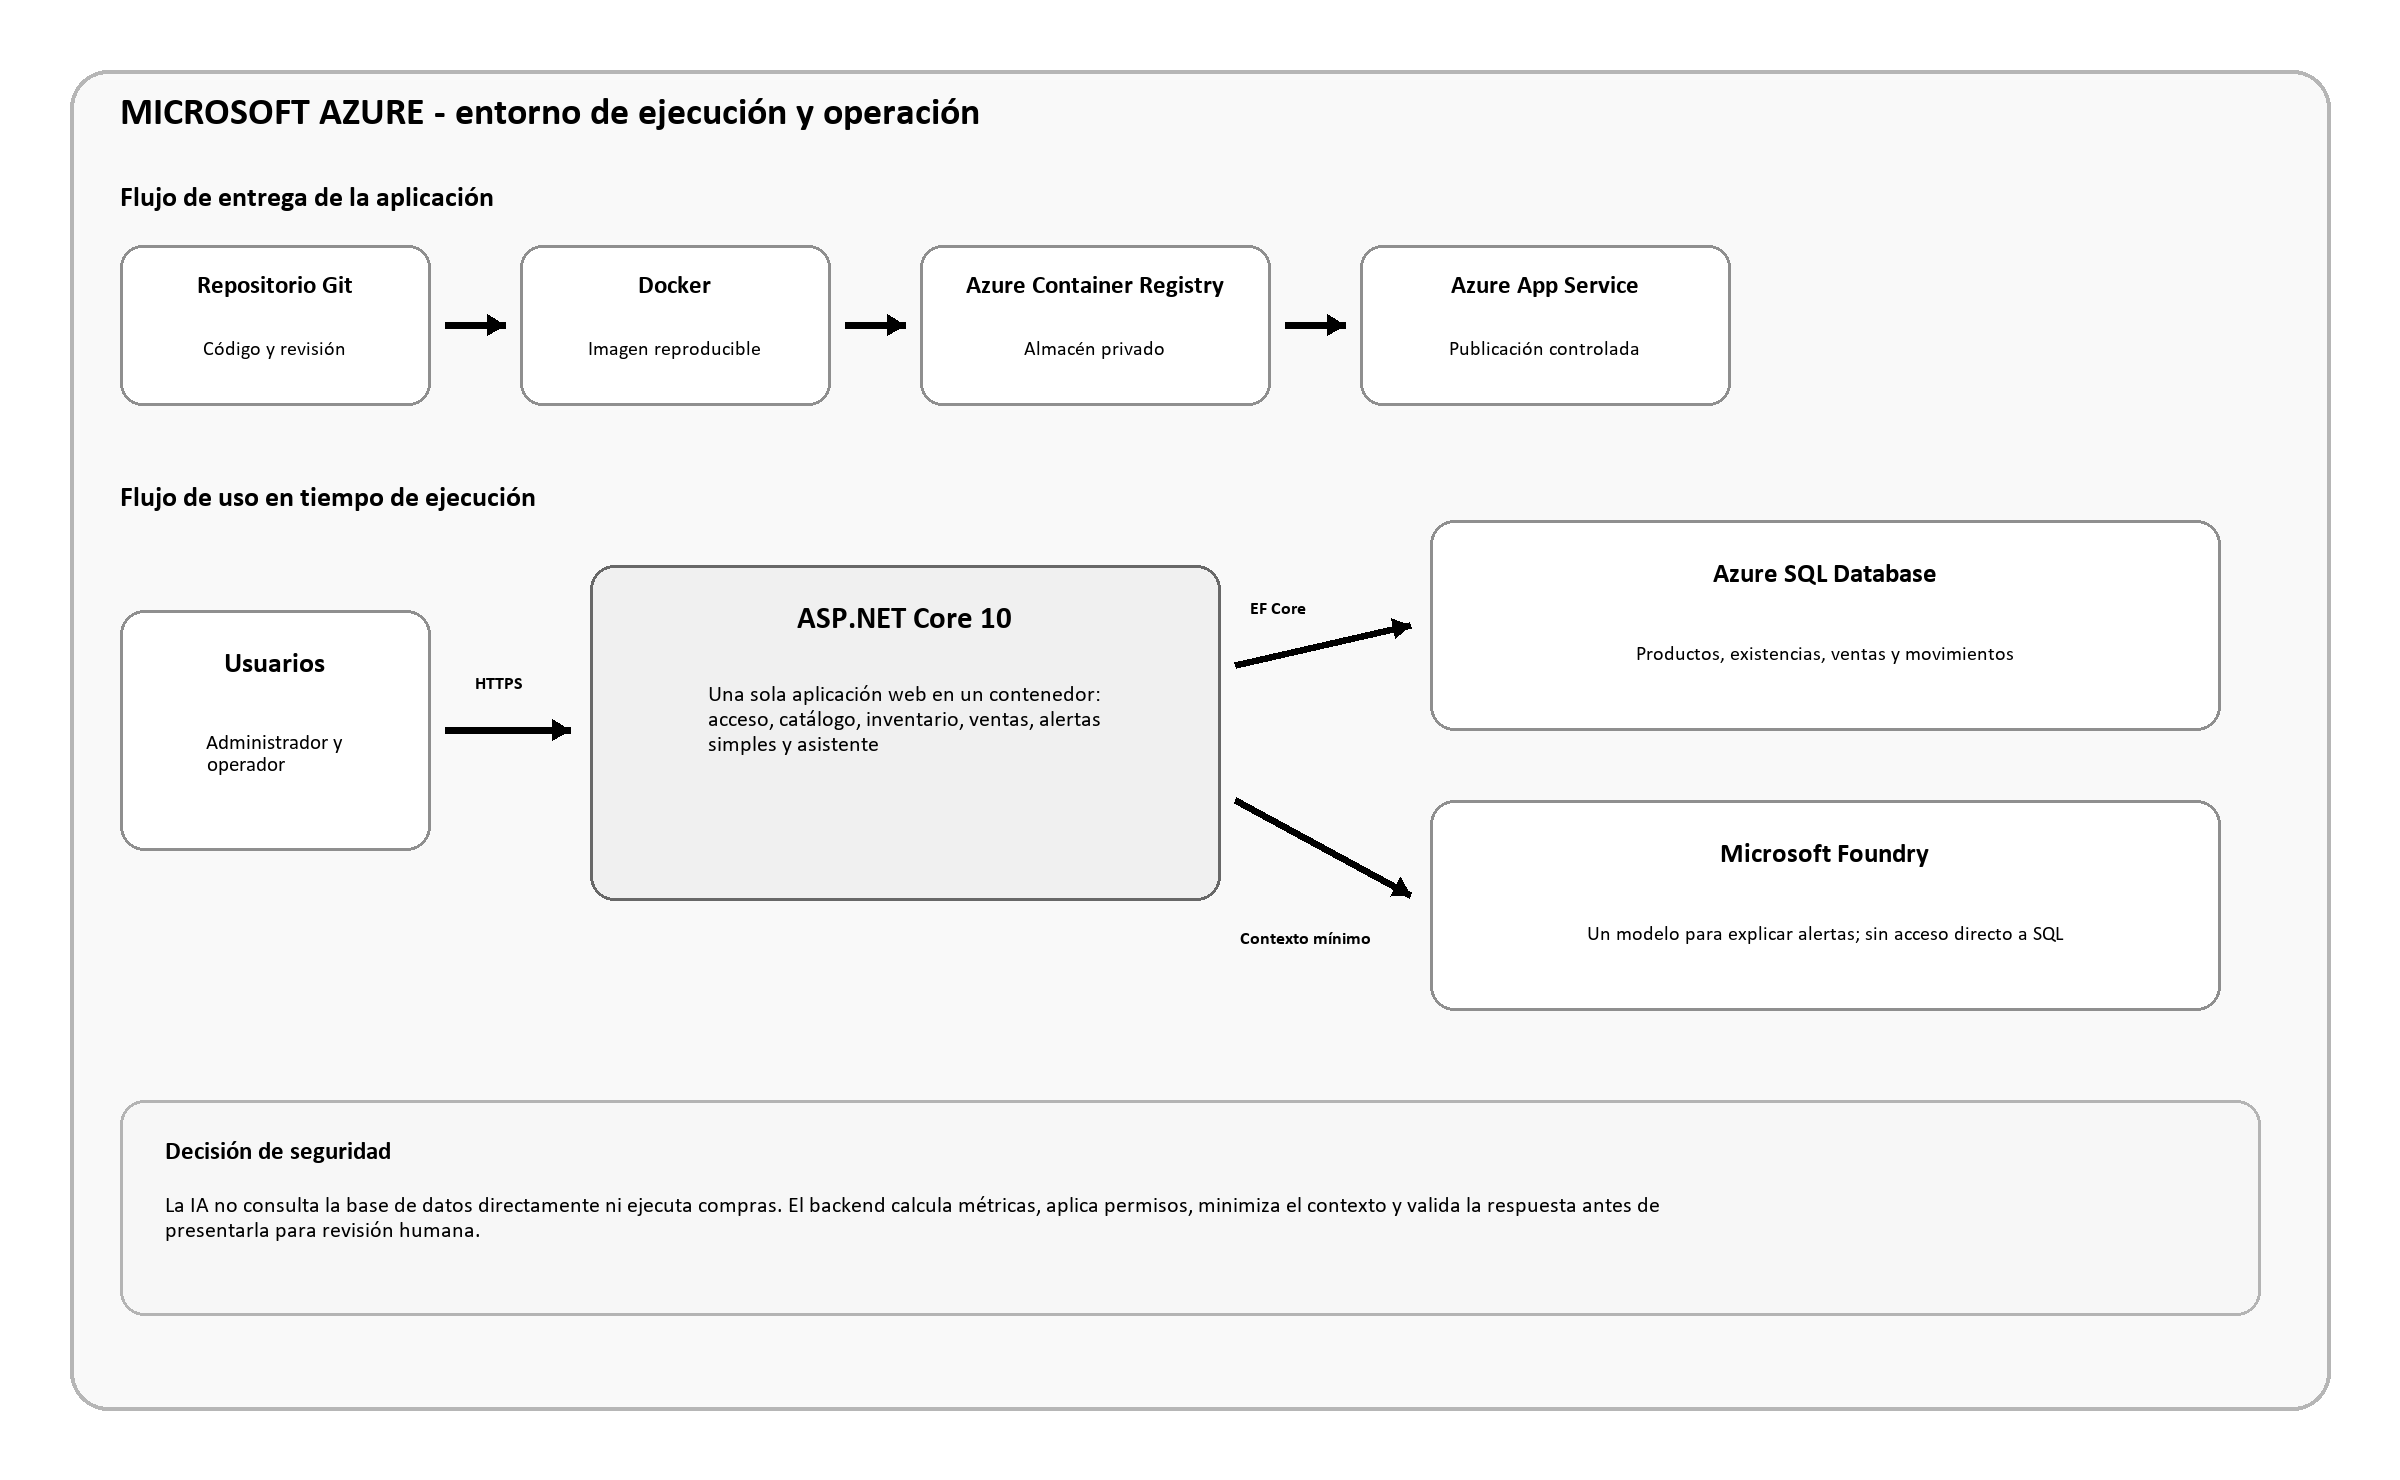 MICROSOFT AZURE - entorno de ejecución y operación
Flujo de entrega de la aplicación
Repositorio Git
Código y revisión
Docker
Imagen reproducible
Azure Container Registry
Almacén privado
Azure App Service
Publicación controlada
Flujo de uso en tiempo de ejecución
Usuarios
Administrador y
operador
HTTPS
ASP.NET Core 10
Una sola aplicación web en un contenedor:
acceso, catálogo, inventario, ventas, alertas
simples y asistente
EF Core
Azure SQL Database
Productos, existencias, ventas y movimientos
Contexto mínimo
Microsoft Foundry
Un modelo para explicar alertas; sin acceso directo a SQL
Decisión de seguridad
La IA no consulta la base de datos directamente ni ejecuta compras. El backend calcula métricas, aplica permisos, minimiza el contexto y valida la respuesta antes de
presentarla para revisión humana.